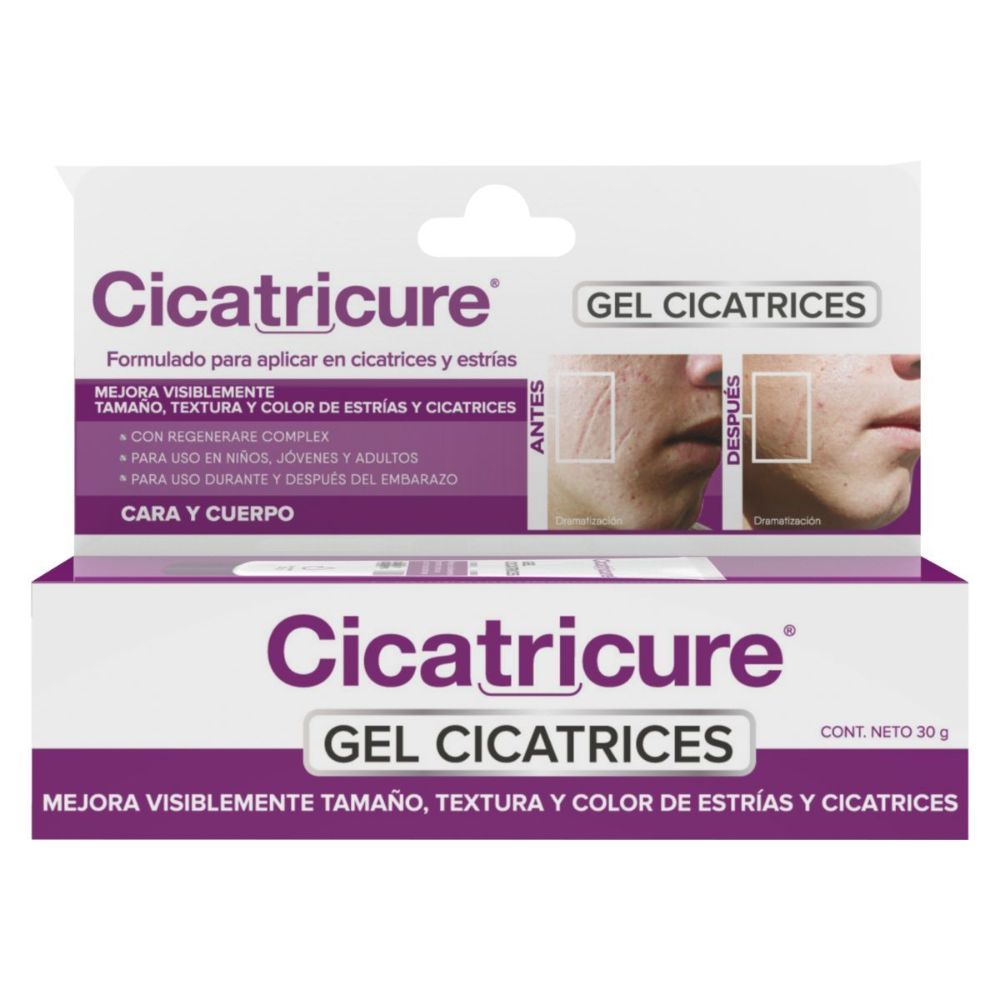 Cicatricure®
GEL CICATRICES
Formulado para aplicar en cicatrices y estrías
MEJORA VISIBLEMENTE
TAMAÑO, TEXTURA Y COLOR DE ESTRÍAS Y CICATRICES
CON REGENERARE COMPLEX
PARA USO EN NIÑOS, JÓVENES Y ADULTOS
PARA USO DURANTE Y DESPUÉS DEL EMBARAZO
CARA Y CUERPO
ANTES
Dramatización
DESPUÉS
Dramatización
Cicatricure®
GEL CICATRICES
CONT. NETO 30 g
MEJORA VISIBLEMENTE TAMAÑO, TEXTURA Y COLOR DE ESTRÍAS Y CICATRICES